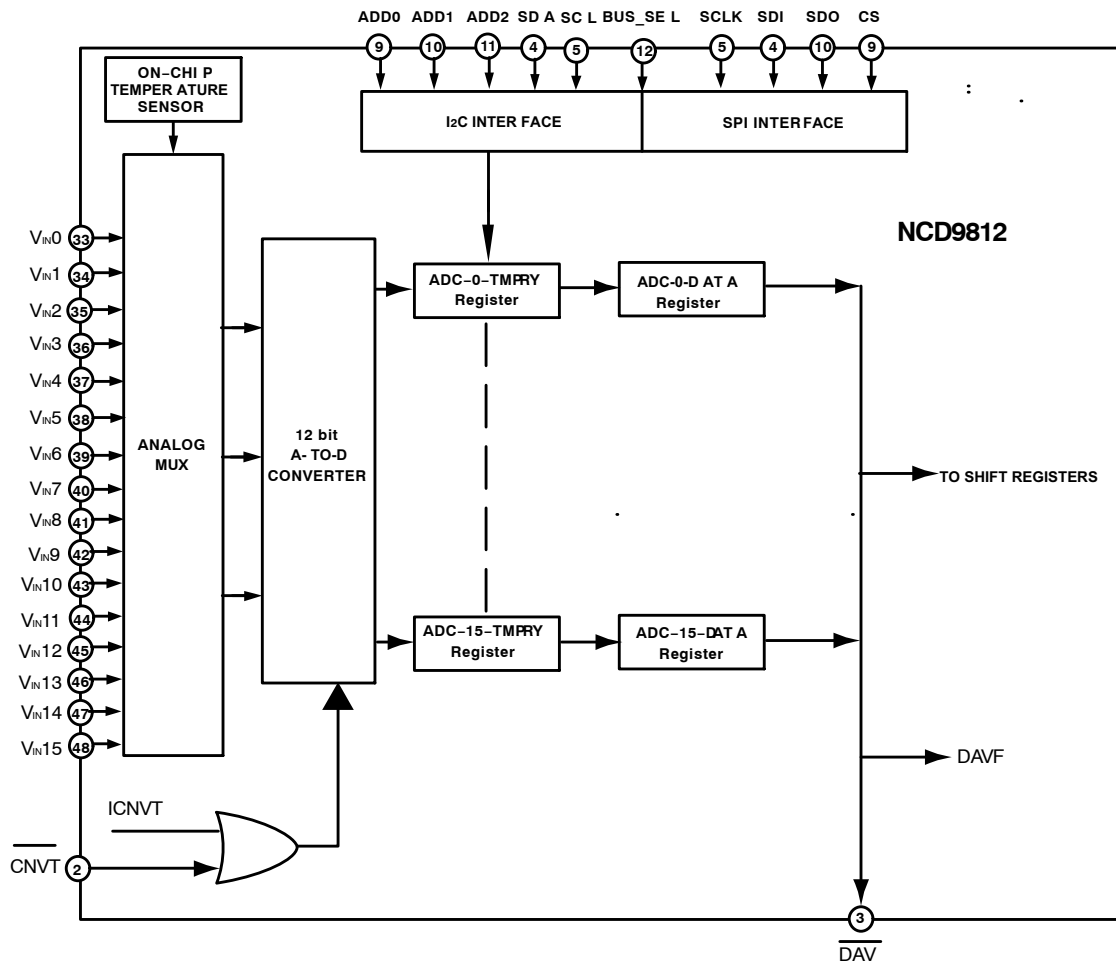 ADD0 ADD1 ADD2 SD A SC L BUS_SE L SCLK SDI SDO CS
9 10 11 4 5 12 5 4 10 9
ON–CHI P
TEMPER ATURE
SENSOR
I2C INTER FACE
SPI INTERFACE
NCD9812
VIN0 33
VIN1 34
VIN2 35
VIN3 36
VIN4 37
VIN5 38
VIN6 39
VIN7 40
VIN8 41
VIN9 42
VIN10 43
VIN11 44
VIN12 45
VIN13 46
VIN14 47
VIN15 48
ANALOG
MUX
12 bit
A- TO-D
CONVERTER
ADC–0–TMPRY
Register
ADC-0-D AT A
Register
TO SHIFT REGISTERS
ADC–15–TMPRY
Register
ADC–15–DAT A
Register
DAVF
ICNVT
CNVT 2
3
DAV